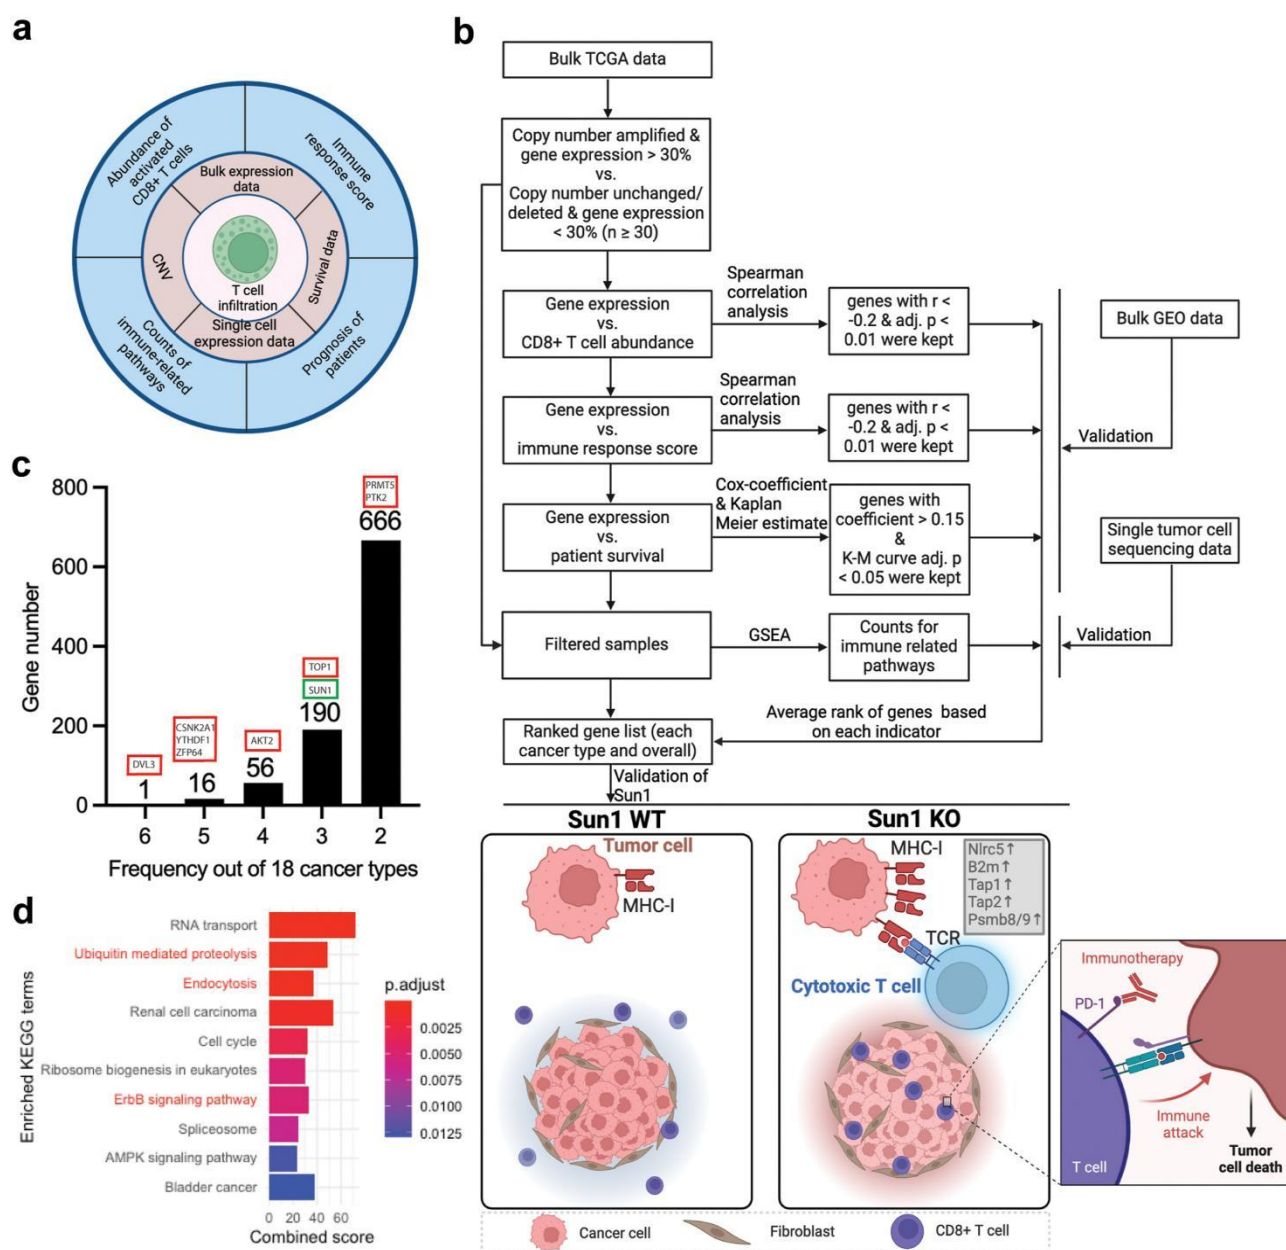 a
Abundance of
activated
CD8+ T cells
Immune
response score
Bulk expression
data
CNV
Survival data
T cell
infiltration
Single cell
expression data
Counts of
immune-related
pathways
Prognosis of
patients
b
Bulk TCGA data
Copy number amplified &
gene expression > 30%
vs.
Copy number unchanged/
deleted & gene expression
< 30% (n ≥ 30)
Gene expression
vs.
CD8+ T cell abundance
Spearman
correlation
analysis
genes with r <
-0.2 & adj. p <
0.01 were kept
Bulk GEO data
Gene expression
vs.
immune response score
Spearman
correlation
analysis
genes with r <
-0.2 & adj. p <
0.01 were kept
Validation
Gene expression
vs.
patient survival
Cox-coefficient
& Kaplan
Meier estimate
genes with
coefficient > 0.15
&
K-M curve adj. p
< 0.05 were kept
Single tumor cell
sequencing data
Filtered samples
GSEA
Counts for
immune related
pathways
Validation
Ranked gene list (each
cancer type and overall)
Average rank of genes based
on each indicator
Validation of
Sun1
Sun1 WT
Tumor cell
MHC-I
Sun1 KO
MHC-I
Nlrc5↑
B2m↑
Tap1↑
Tap2↑
Psmb8/9↑
TCR
Cytotoxic T cell
Immunotherapy
PD-1
Immune
attack
T cell
Tumor
cell death
Cancer cell
Fibroblast
CD8+ T cell
c
Gene number
800
600
400
200
0
DVL3
1
CSNK2A1
YTHDF1
ZFP64
16
AKT2
56
TOP1
SUN1
190
PRMT5
PTK2
666
6 5 4 3 2
Frequency out of 18 cancer types
d
Enriched KEGG terms
RNA transport
Ubiquitin mediated proteolysis
Endocytosis
Renal cell carcinoma
Cell cycle
Ribosome biogenesis in eukaryotes
ErbB signaling pathway
Spliceosome
AMPK signaling pathway
Bladder cancer
0 20 40 60
Combined score
p.adjust
0.0025
0.0050
0.0075
0.0100
0.0125